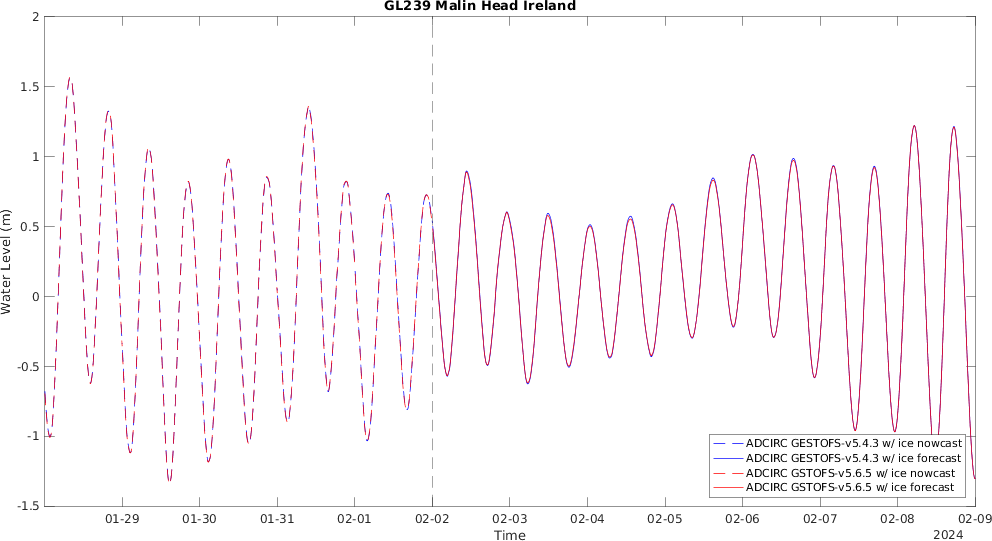 GL239 Malin Head Ireland
2
1.5
1
0.5
0
-0.5
-1
-1.5
Water Level (m)
ADCIRC GESTOFS-v5.4.3 w/ ice nowcast
ADCIRC GESTOFS-v5.4.3 w/ ice forecast
ADCIRC GSTOFS-v5.6.5 w/ ice nowcast
ADCIRC GSTOFS-v5.6.5 w/ ice forecast
01-29 01-30 01-31 02-01 02-02 02-03 02-04 02-05 02-06 02-07 02-08 02-09
Time
2024